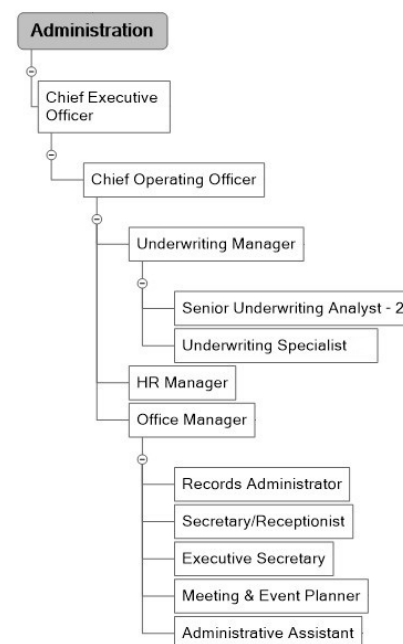 Administration
Chief Executive
Officer
Chief Operating Officer
Underwriting Manager
Senior Underwriting Analyst - 2
Underwriting Specialist
HR Manager
Office Manager
Records Administrator
Secretary/Receptionist
Executive Secretary
Meeting & Event Planner
Administrative Assistant